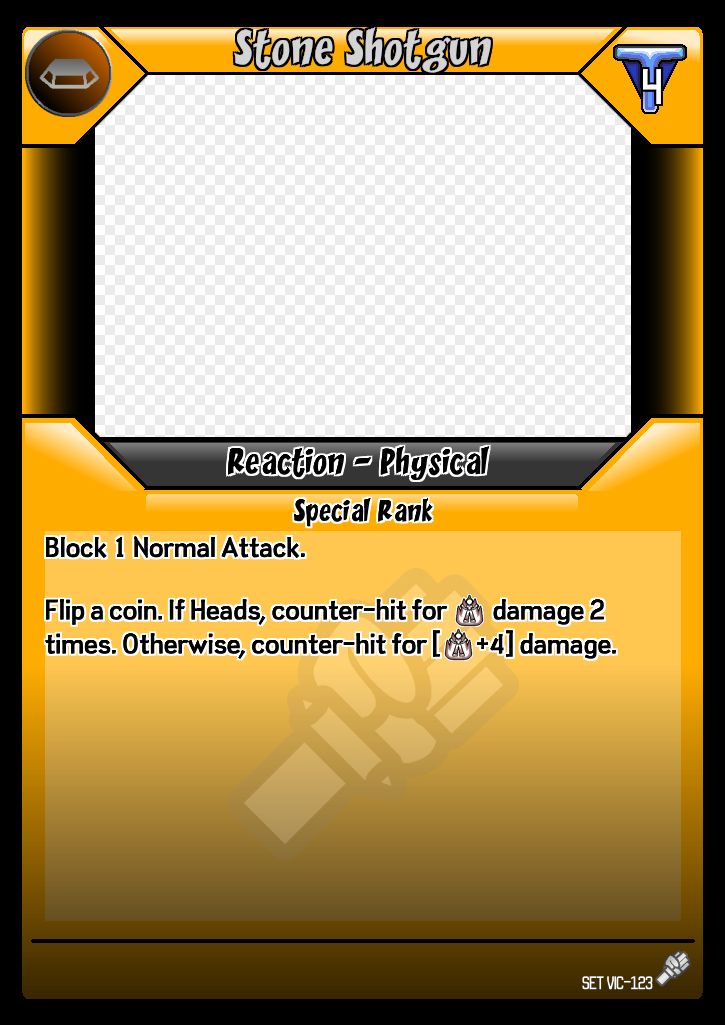 Stone Shotgun
4
Reaction - Physical
Special Rank
Block 1 Normal Attack.
Flip a coin. If Heads, counter-hit for damage 2
times. Otherwise, counter-hit for [ +4] damage.
SET VIC-123